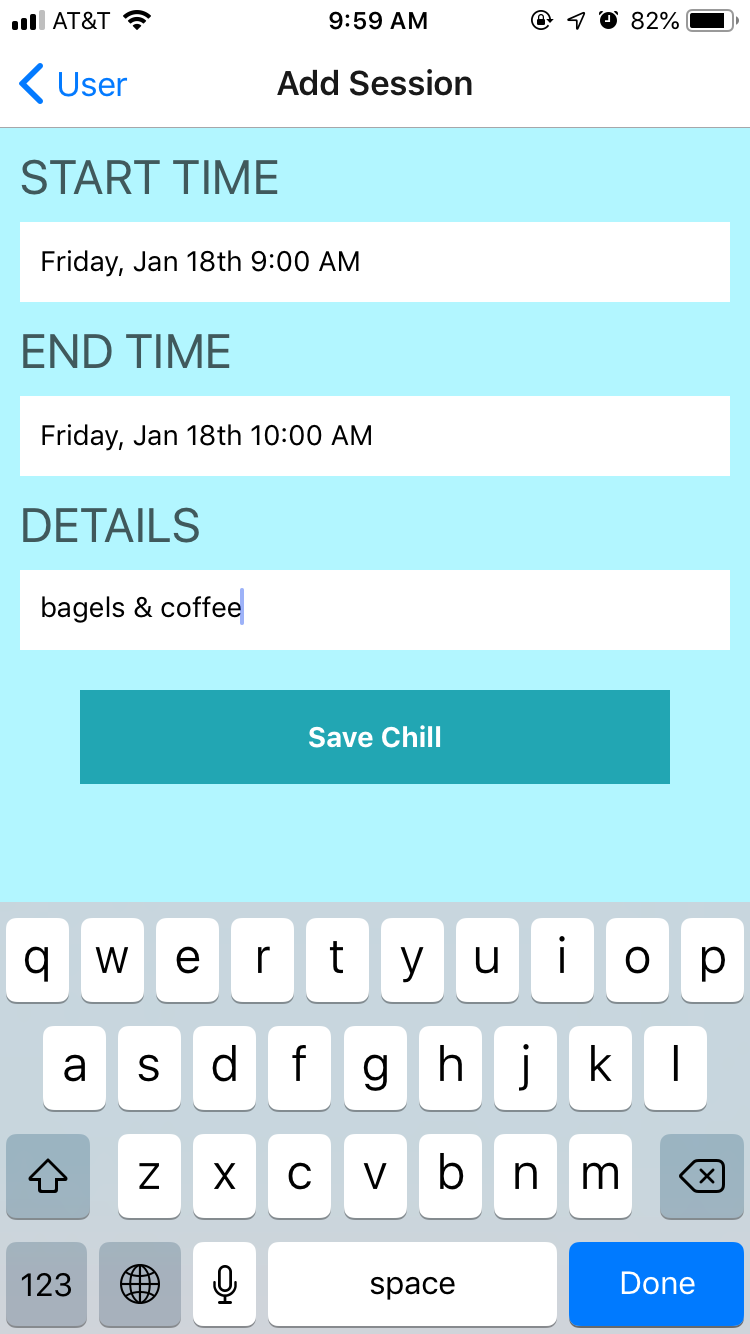 AT&T 9:59 AM 82%
User Add Session
START TIME
Friday, Jan 18th 9:00 AM
END TIME
Friday, Jan 18th 10:00 AM
DETAILS
bagels & coffee
Save Chill
q w e r t y u i o p
a s d f g h j k l
z x c v b n m
123 space Done